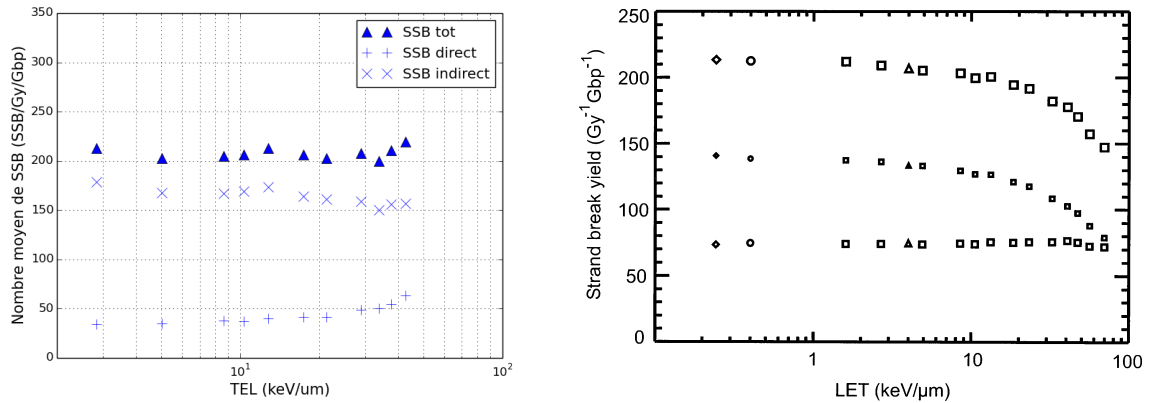 350
300
250
200
150
100
50
0
Nombre moyen de SSB (SSB/Gy/Gbp)
SSB tot
SSB direct
SSB indirect
10¹
10²
TEL (keV/um)
250
200
150
100
50
0
Strand break yield (Gy⁻¹Gbp⁻¹)
1
10
100
LET (keV/µm)